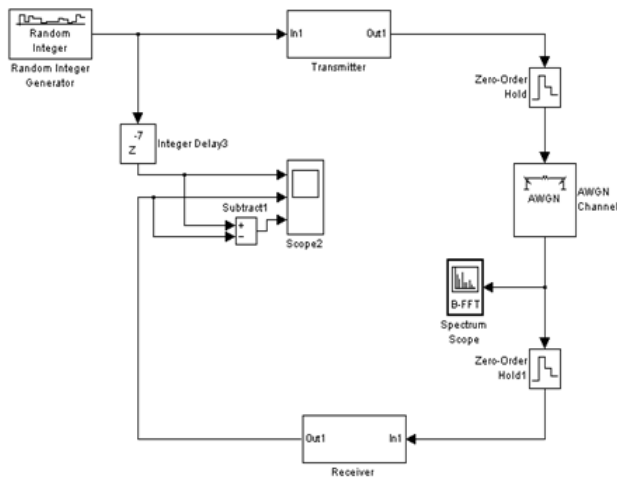 Random
Integer
Random Integer
Generator
In1
Out1
Transmitter
Zero-Order
Hold
-7
Z
Integer Delay3
Subtract1
+
−
Scope2
AWGN
AWGN
Channel
B-FFT
Spectrum
Scope
Zero-Order
Hold1
Out1
In1
Receiver